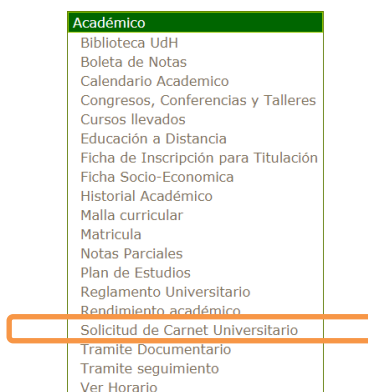 Académico
Biblioteca UdH
Boleta de Notas
Calendario Academico
Congresos, Conferencias y Talleres
Cursos llevados
Educación a Distancia
Ficha de Inscripción para Titulación
Ficha Socio-Economica
Historial Académico
Malla curricular
Matricula
Notas Parciales
Plan de Estudios
Reglamento Universitario
Rendimiento académico
Solicitud de Carnet Universitario
Tramite Documentario
Tramite seguimiento
Ver Horario